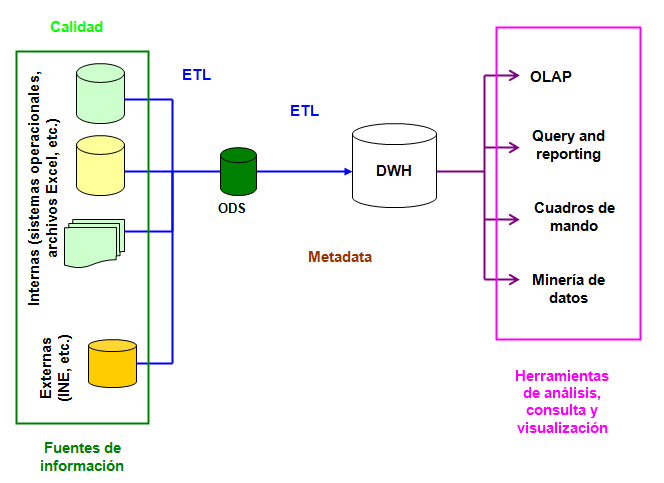 Calidad
ETL
ETL
Internas (sistemas operacionales,
archivos Excel, etc.)
Externas
(INE, etc.)
ODS
DWH
Metadata
OLAP
Query and
reporting
Cuadros de
mando
Minería de
datos
Fuentes de
información
Herramientas
de análisis,
consulta y
visualización